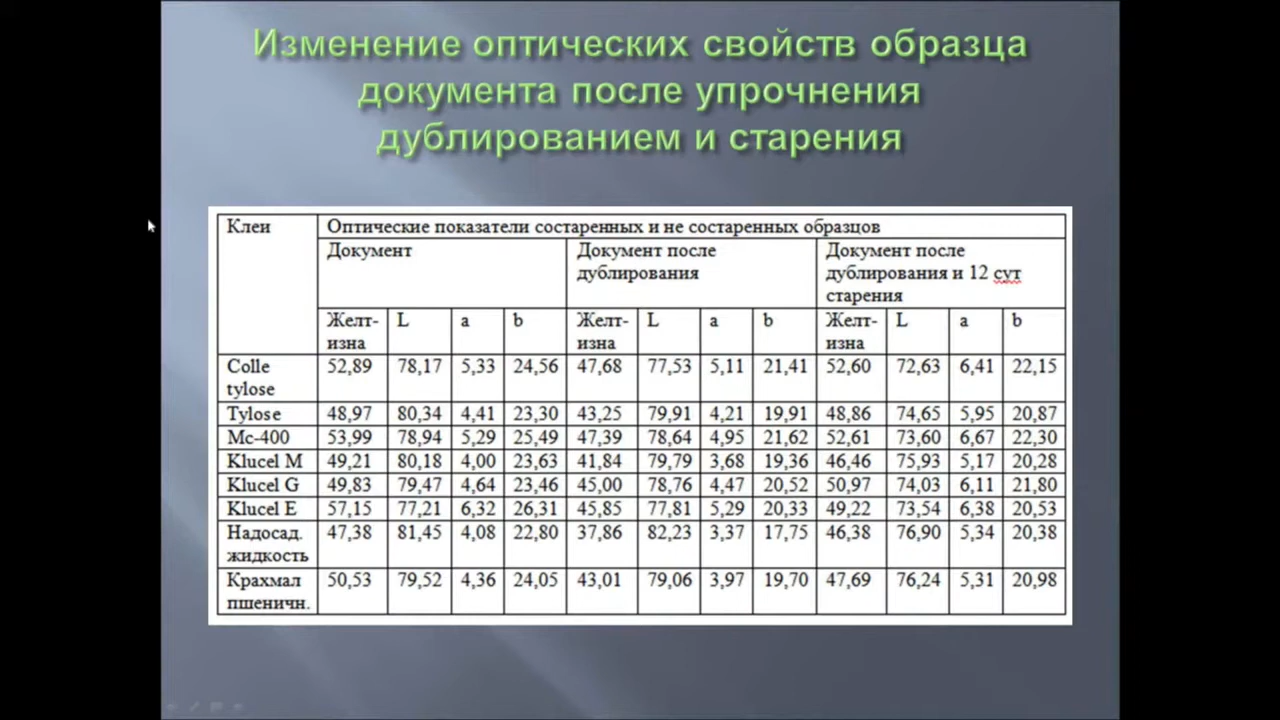 Изменение оптических свойств образца
документа после упрочнения
дублированием и старения
Клеи Оптические показатели состаренных и не состаренных образцов
Документ Документ после дублирования Документ после дублирования и 12 сут старения
Желт-изна L a b Желт-изна L a b Желт-изна L a b
Colle tylose 52,89 78,17 5,33 24,56 47,68 77,53 5,11 21,41 52,60 72,63 6,41 22,15
Tylose 48,97 80,34 4,41 23,30 43,25 79,91 4,21 19,91 48,86 74,65 5,95 20,87
Мс-400 53,99 78,94 5,29 25,49 47,39 78,64 4,95 21,62 52,61 73,60 6,67 22,30
Klucel M 49,21 80,18 4,00 23,63 41,84 79,79 3,68 19,36 46,46 75,93 5,17 20,28
Klucel G 49,83 79,47 4,64 23,46 45,00 78,76 4,47 20,52 50,97 74,03 6,11 21,80
Klucel E 57,15 77,21 6,32 26,31 45,85 77,81 5,29 20,33 49,22 73,54 6,38 20,53
Надосад. жидкость 47,38 81,45 4,08 22,80 37,86 82,23 3,37 17,75 46,38 76,90 5,34 20,38
Крахмал пшеничн. 50,53 79,52 4,36 24,05 43,01 79,06 3,97 19,70 47,69 76,24 5,31 20,98